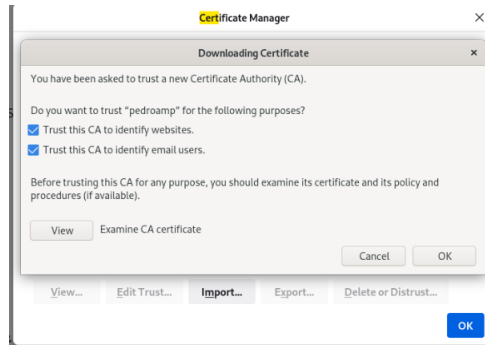 Certificate Manager
Downloading Certificate
You have been asked to trust a new Certificate Authority (CA).
Do you want to trust "pedroamp" for the following purposes?
Trust this CA to identify websites.
Trust this CA to identify email users.
Before trusting this CA for any purpose, you should examine its certificate and its policy and
procedures (if available).
View Examine CA certificate
Cancel OK
View... Edit Trust... Import... Export... Delete or Distrust...
OK